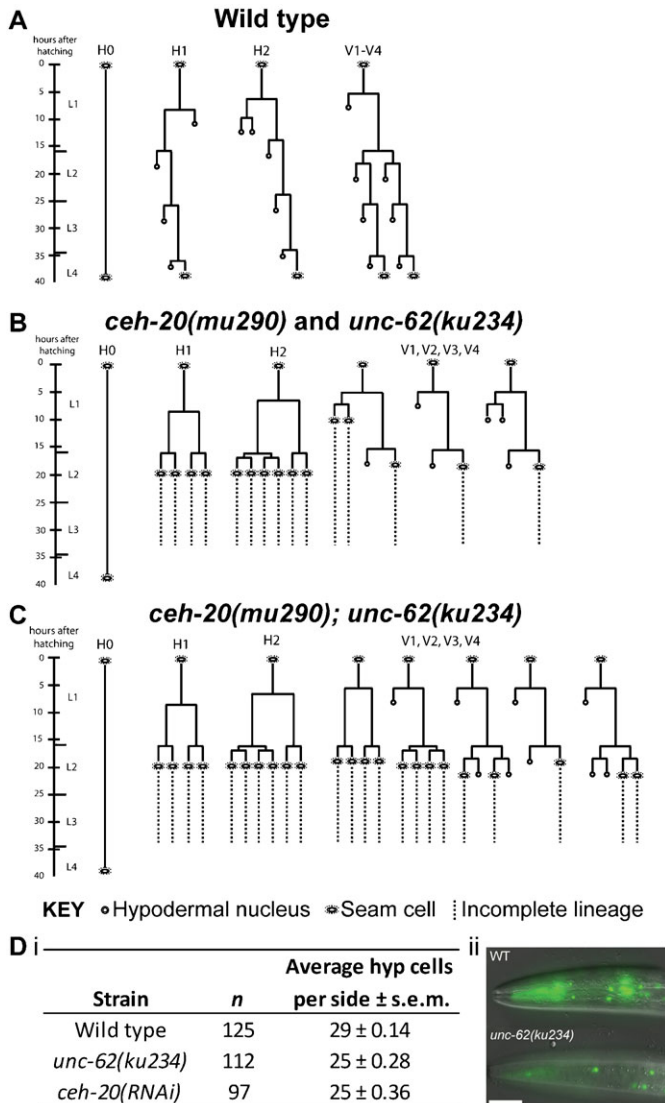 A
Wild type
hours after
hatching
H0
H1
H2
V1-V4
0
5
L1
10
15
20
L2
25
30
L3
35
L4
40
B
ceh-20(mu290) and unc-62(ku234)
hours after
hatching
H0
H1
H2
V1, V2, V3, V4
0
5
L1
10
15
20
L2
25
30
L3
35
L4
40
C
ceh-20(mu290); unc-62(ku234)
hours after
hatching
H0
H1
H2
V1, V2, V3, V4
0
5
L1
10
15
20
L2
25
30
L3
35
L4
40
KEY Hypodermal nucleus Seam cell Incomplete lineage
D i
Average hyp cells
Strain n per side ± s.e.m.
Wild type 125 29 ± 0.14
unc-62(ku234) 112 25 ± 0.28
ceh-20(RNAi) 97 25 ± 0.36
ii
WT
unc-62(ku234)